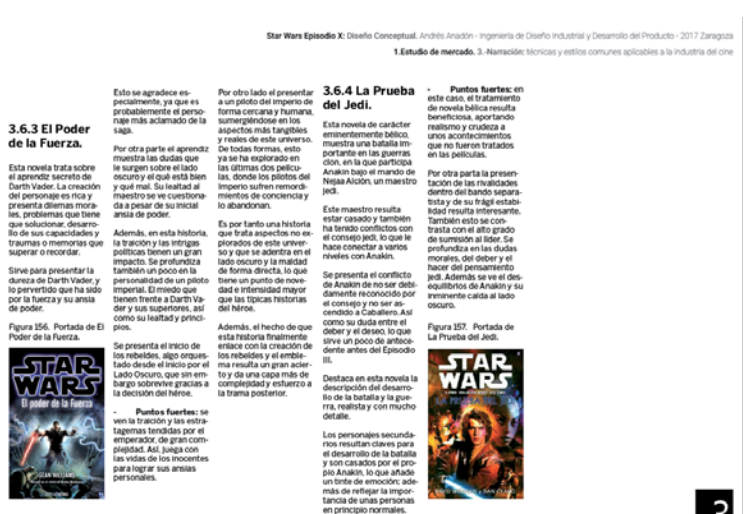 Star Wars Episodio X: Diseño Conceptual. Andrés Anadón - Ingeniería de Diseño Industrial y Desarrollo del Producto - 2017 Zaragoza
1.Estudio de mercado. 3.-Narración: técnicas y estilos comunes aplicables a la industria del cine
3.6.3 El Poder
de la Fuerza.
Esta novela trata sobre
el aprendiz secreto de
Darth Vader. La creación
del personaje es rica y
presenta dilemas mora-
les, problemas que tiene
que solucionar, desarro-
llo de sus capacidades y
traumas o memorias que
superar o recordar.
Sirve para presentar la
dureza de Darth Vader, y
lo pervertido que ha sido
por la fuerza y su ansia
de poder.
Figura 156. Portada de El
Poder de la Fuerza.
STAR
WARS
El poder de la Fuerza
SEAN WILLIAMS
Esto se agradece es-
pecialmente, ya que es
probablemente el perso-
naje más aclamado de la
saga.
Por otra parte el aprendiz
muestra las dudas que
le surgen sobre el lado
oscuro y el qué está bien
y qué mal. Su lealtad al
maestro se ve cuestiona-
da a pesar de su inicial
ansia de poder.
Además, en esta historia,
la traición y las intrigas
políticas tienen un gran
impacto. Se profundiza
también un poco en la
personalidad de un piloto
imperial. El miedo que
tienen frente a Darth Va-
der y sus superiores, así
como su lealtad y princi-
pios.
Se presenta el inicio de
los rebeldes, algo orques-
tado desde el inicio por el
Lado Oscuro, que sin em-
bargo sobrevive gracias a
la decisión del héroe.
- Puntos fuertes: se
ven la traición y las estra-
tagemas tendidas por el
emperador, de gran com-
plejidad. Así, juega con
las vidas de los inocentes
para lograr sus ansias
personales.
Por otro lado el presentar
a un piloto del imperio de
forma cercana y humana,
sumergiéndose en los
aspectos más tangibles
y reales de este universo.
De todas formas, esto
ya se ha explorado en
las últimas dos pelícu-
las, donde los pilotos del
Imperio sufren remordi-
mientos de conciencia y
lo abandonan.
Es por tanto una historia
que trata aspectos no ex-
plorados de este univer-
so y que se adentra en el
lado oscuro y la maldad
de forma directa, lo que
tiene un punto de nove-
dad e intensidad mayor
que las típicas historias
del héroe.
Además, el hecho de que
esta historia finalmente
enlace con la creación de
los rebeldes y el emble-
ma resulta un gran acier-
to y da una capa más de
complejidad y esfuerzo a
la trama posterior.
3.6.4 La Prueba
del Jedi.
Esta novela de carácter
eminentemente bélico,
muestra una batalla im-
portante en las guerras
clon, en la que participa
Anakin bajo el mando de
Nejaa Alción, un maestro
jedi.
Este maestro resulta
estar casado y también
ha tenido conflictos con
el consejo jedi, lo que le
hace conectar a varios
niveles con Anakin.
Se presenta el conflicto
de Anakin de no ser debi-
damente reconocido por
el consejo y no ser as-
cendido a Caballero. Así
como su duda entre el
deber y el deseo, lo que
sirve un poco de antece-
dente antes del Episodio
III.
Destaca en esta novela la
descripción del desarro-
llo de la batalla y la gue-
rra, realista y con mucho
detalle.
Los personajes secunda-
rios resultan claves para
el desarrollo de la batalla
y son casados por el pro-
pio Anakin, lo que añade
un tinte de emoción; ade-
más de reflejar la impor-
tancia de unas personas
en principio normales.
- Puntos fuertes: en
este caso, el tratamiento
de novela bélica resulta
beneficiosa, aportando
realismo y crudeza a
unos acontecimientos
que no fueron tratados
en las películas.
Por otra parte la presen-
tación de las rivalidades
dentro del bando separa-
tista y de su frágil estabi-
lidad resulta interesante.
También esto se con-
trasta con el alto grado
de sumisión al líder. Se
profundiza en las dudas
morales, del deber y el
hacer del pensamiento
jedi. Además se ve el des-
equilibrios de Anakin y su
inminente caída al lado
oscuro.
Figura 157. Portada de
La Prueba del Jedi.
STAR
WARS
LA PRUEBA DEL JEDI